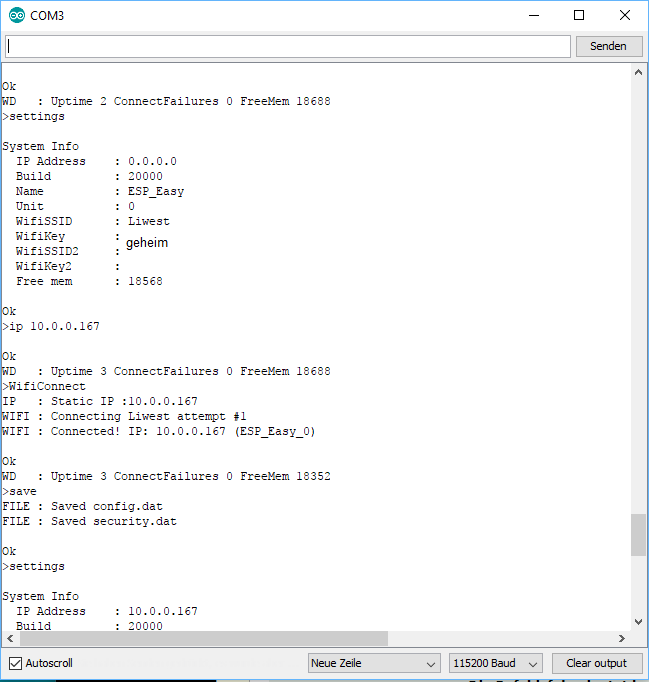 COM3
Senden
Ok
WD   : Uptime 2 ConnectFailures 0 FreeMem 18688
>settings
System Info
  IP Address    : 0.0.0.0
  Build         : 20000
  Name          : ESP_Easy
  Unit          : 0
  WifiSSID      : Liwest
  WifiKey       : geheim
  WifiSSID2     :
  WifiKey2      :
  Free mem      : 18568
Ok
>ip 10.0.0.167
Ok
WD   : Uptime 3 ConnectFailures 0 FreeMem 18688
>WifiConnect
IP   : Static IP :10.0.0.167
WIFI : Connecting Liwest attempt #1
WIFI : Connected! IP: 10.0.0.167 (ESP_Easy_0)
Ok
WD   : Uptime 3 ConnectFailures 0 FreeMem 18352
>save
FILE : Saved config.dat
FILE : Saved security.dat
Ok
>settings
System Info
  IP Address    : 10.0.0.167
  Build         : 20000
Autoscroll
Neue Zeile
115200 Baud
Clear output